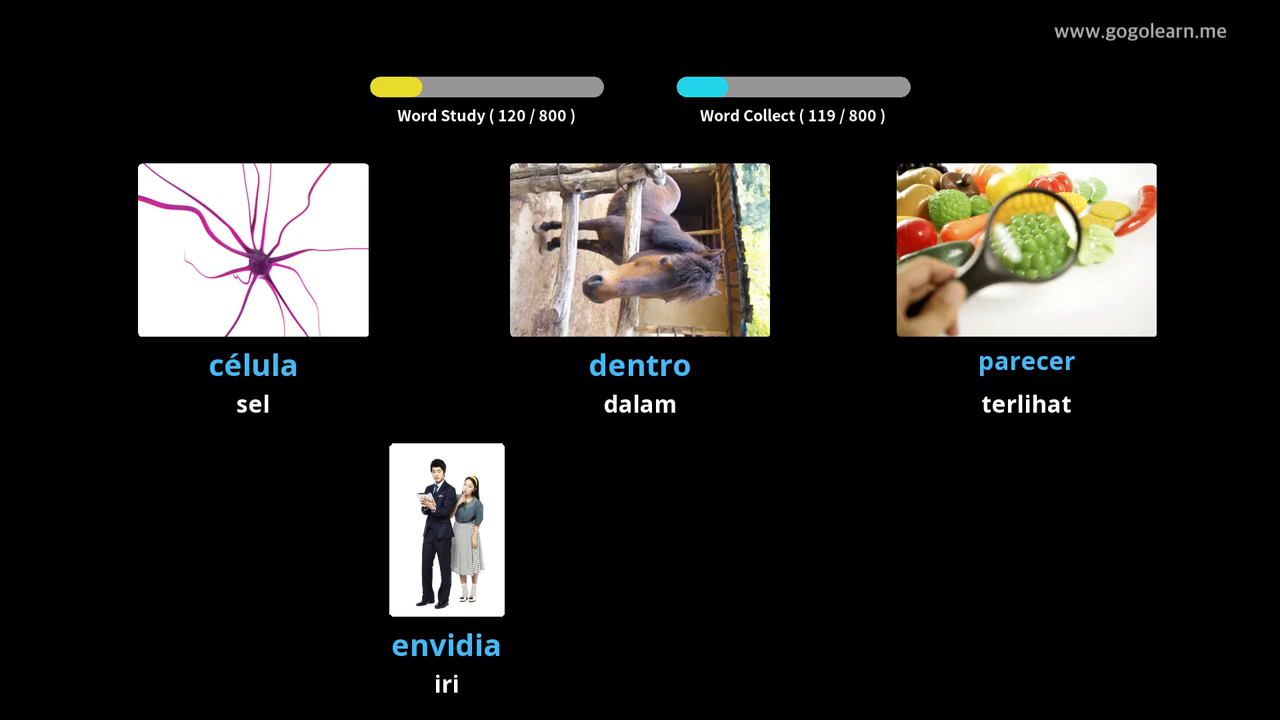 www.gogolearn.me
Word Study ( 120 / 800 )
Word Collect ( 119 / 800 )
célula
sel
dentro
dalam
parecer
terlihat
envidia
iri